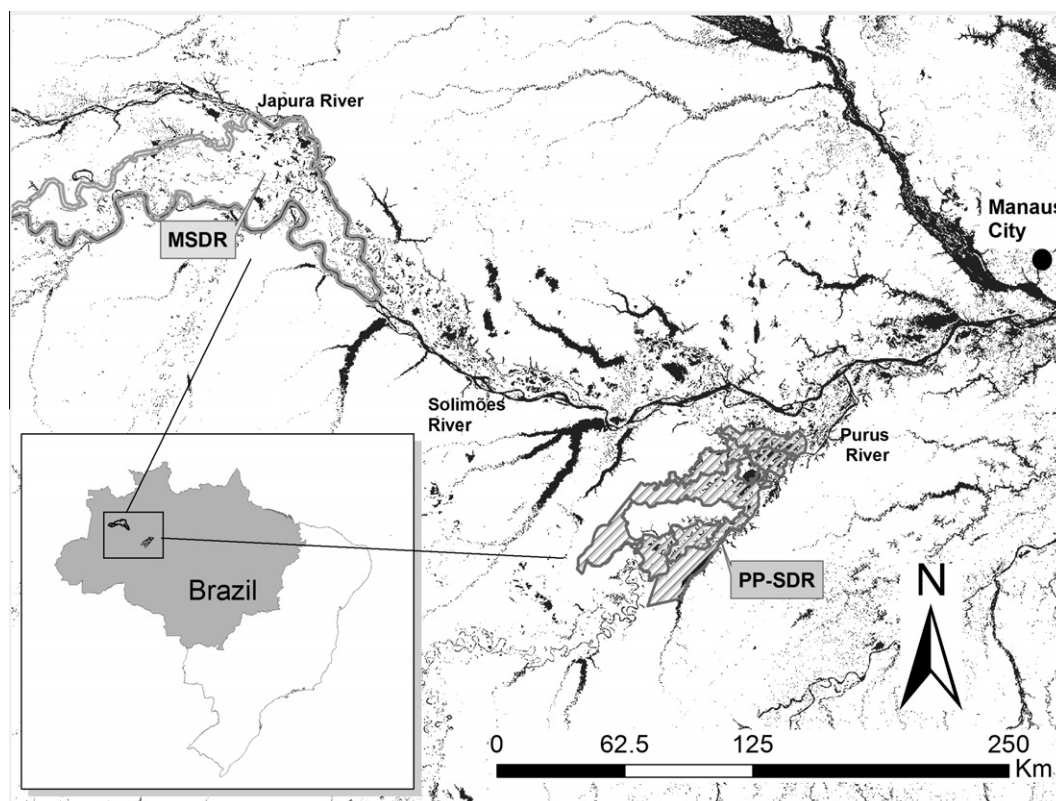 Japura River
Manaus
City
MSDR
Solimões
River
Purus
River
PP-SDR
Brazil
N
0 62.5 125 250
Km